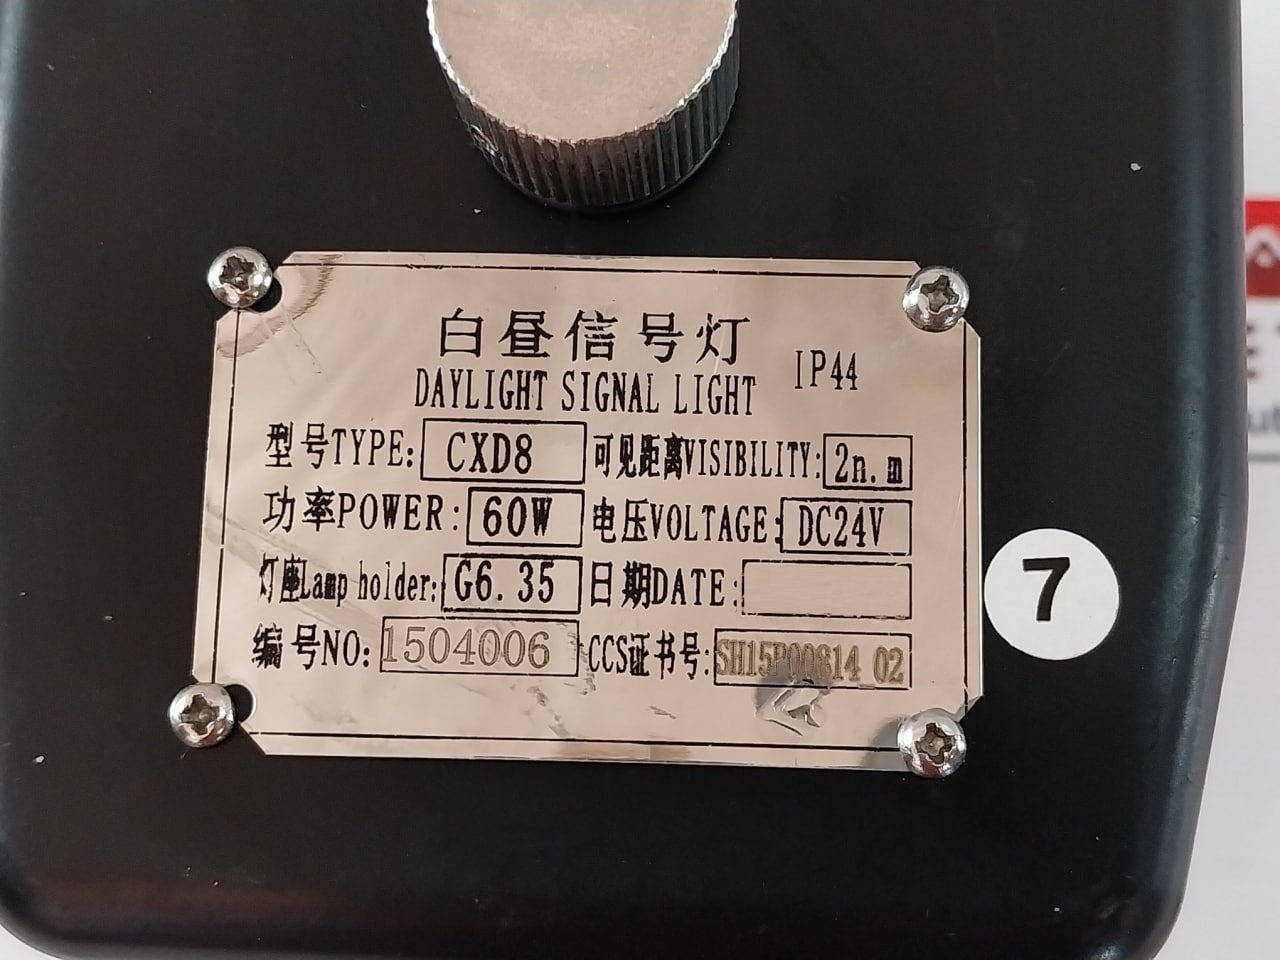 白昼信号灯
DAYLIGHT SIGNAL LIGHT IP44
型号TYPE: CXD8 可见距离VISIBILITY: 2n.m
功率POWER: 60W 电压VOLTAGE: DC24V
灯座Lamp holder: G6.35 日期DATE:
编号NO: 1504006 CCS证书号: SH15P00814_02
7